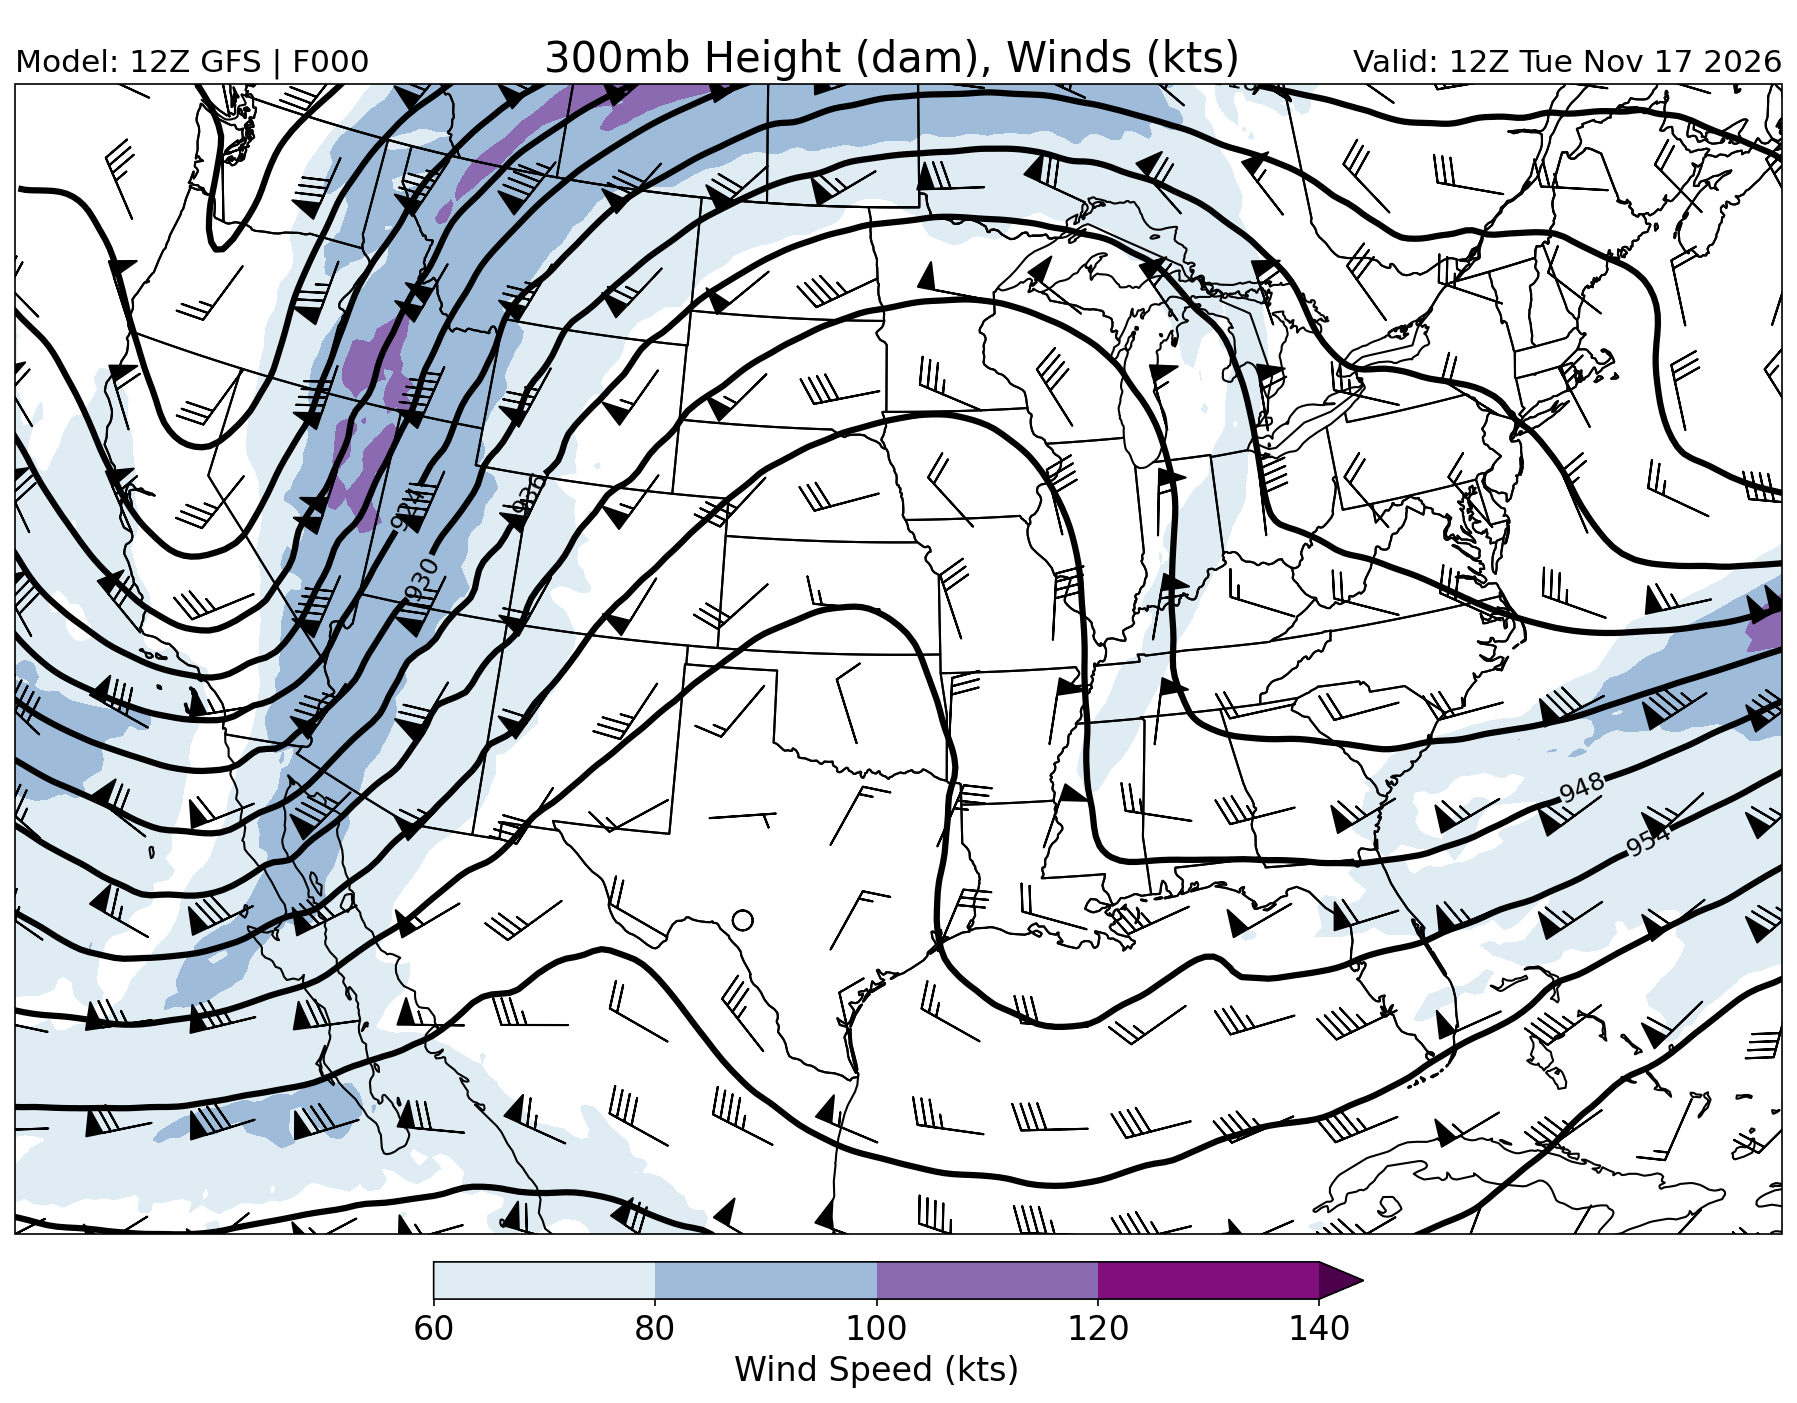 Model: 12Z GFS | F000
300mb Height (dam), Winds (kts)
Valid: 12Z Tue Nov 17 2026
924
936
930
948
954
60 80 100 120 140
Wind Speed (kts)